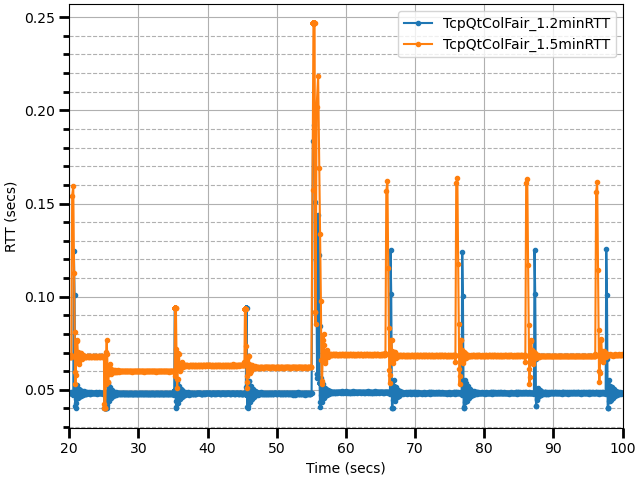 TcpQtColFair_1.2minRTT
TcpQtColFair_1.5minRTT
RTT (secs)
0.25
0.20
0.15
0.10
0.05
20 30 40 50 60 70 80 90 100
Time (secs)